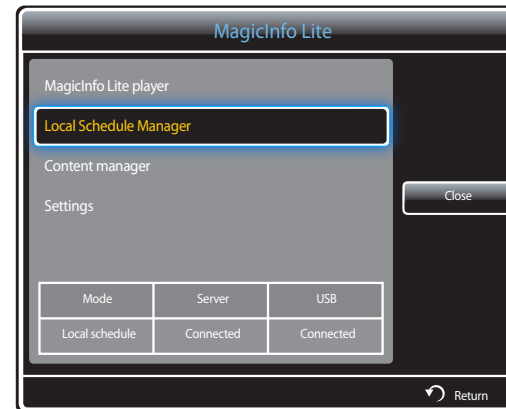 MagicInfo Lite
MagicInfo Lite player
Local Schedule Manager
Content manager
Settings
Close
Mode Server USB
Local schedule Connected Connected
Return